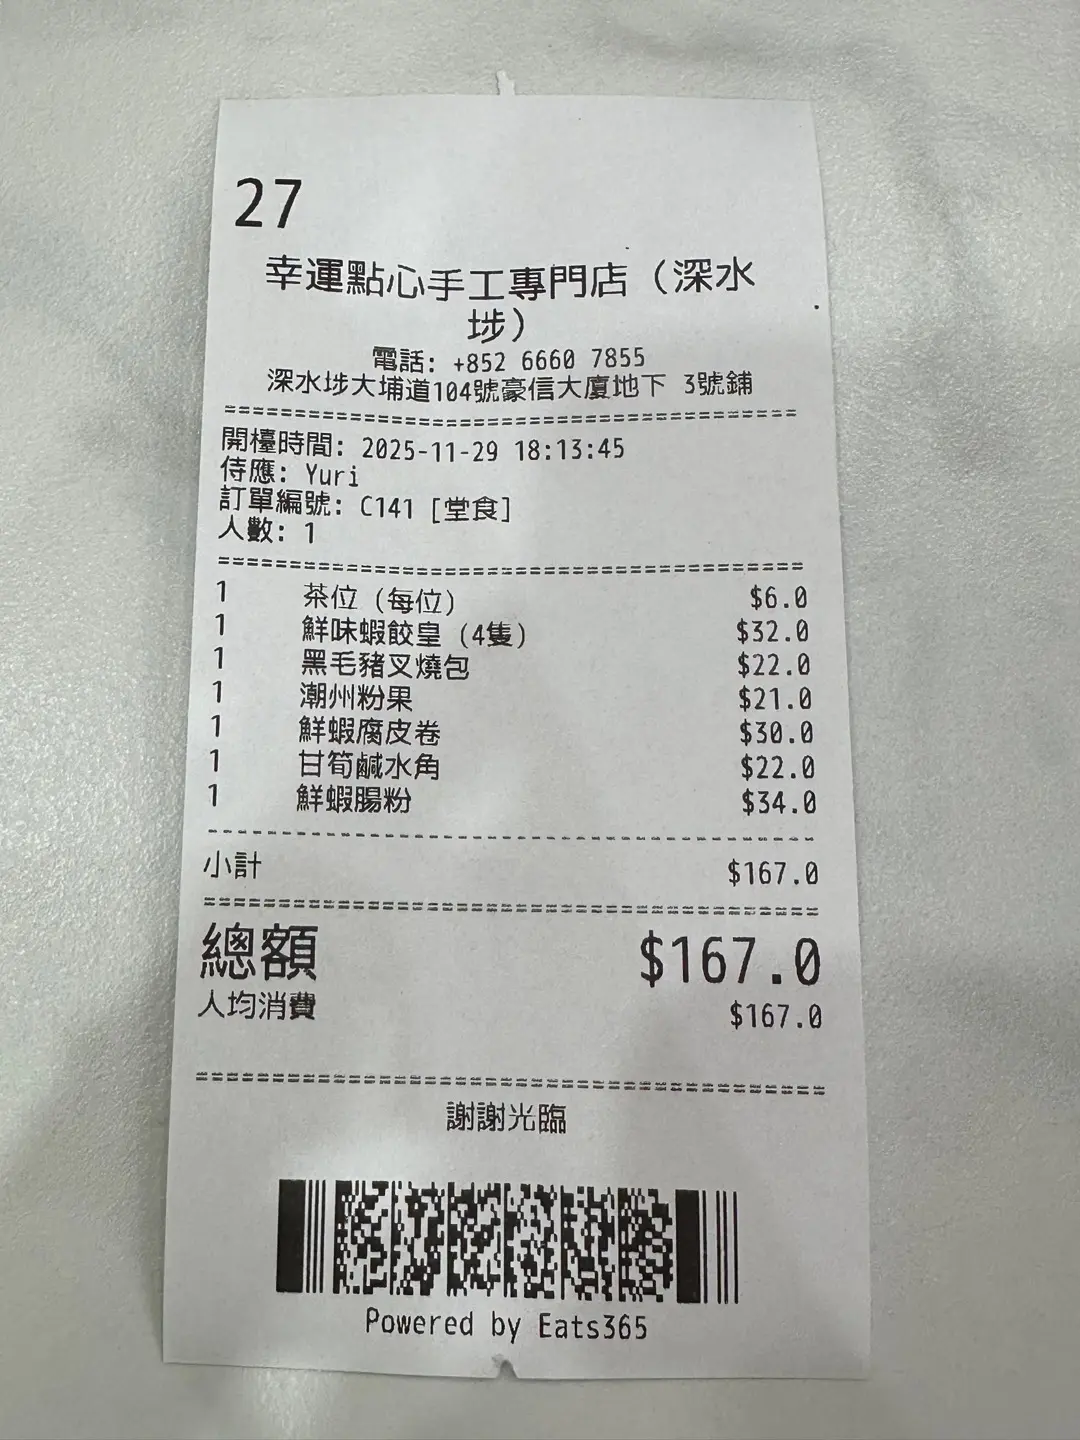 27
幸運點心手工專門店（深水
埗）
電話: +852 6660 7855
深水埗大埔道104號豪信大廈地下 3號鋪
開檯時間: 2025-11-29 18:13:45
侍應: Yuri
訂單編號: C141 [堂食]
人數: 1
1 茶位 (每位) $6.0
1 鮮味蝦餃皇 (4隻) $32.0
1 黑毛豬叉燒包 $22.0
1 潮州粉果 $21.0
1 鮮蝦腐皮卷 $30.0
1 甘筍鹹水角 $22.0
1 鮮蝦腸粉 $34.0
小計 $167.0
總額 $167.0
人均消費 $167.0
謝謝光臨
Powered by Eats365